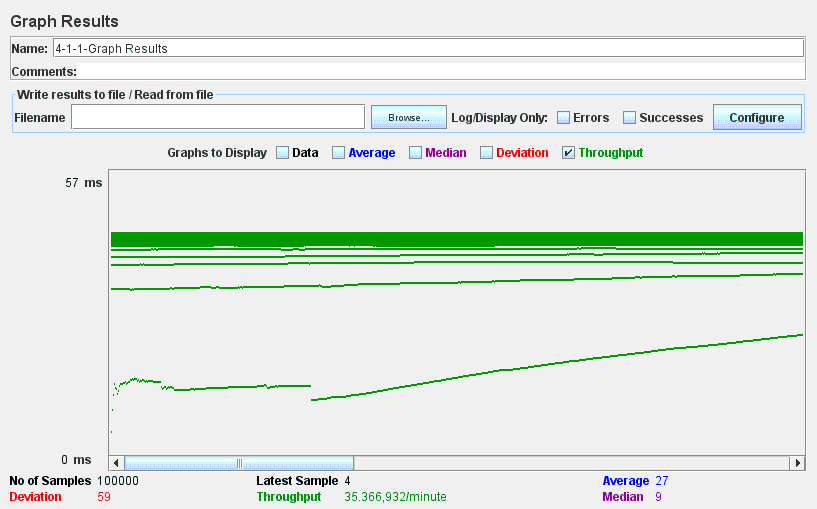 Graph Results
Name: 4-1-1-Graph Results
Comments:
Write results to file / Read from file
Filename Browse... Log/Display Only: Errors Successes Configure
Graphs to Display Data Average Median Deviation Throughput
57 ms
0 ms
No of Samples 100000 Latest Sample 4 Average 27
Deviation 59 Throughput 35.366,932/minute Median 9